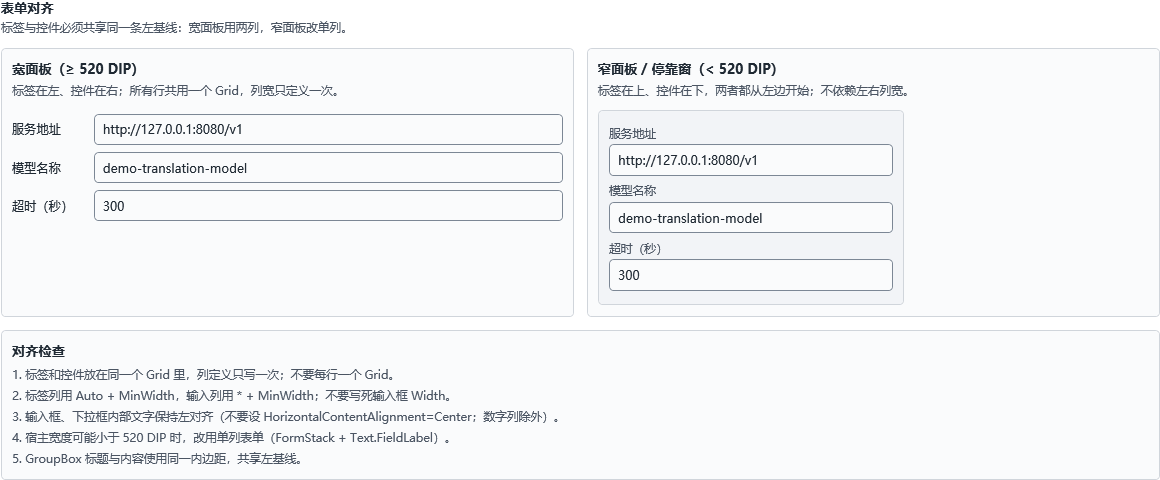 表单对齐
标签与控件必须共享同一条左基线：宽面板用两列，窄面板改单列。
宽面板（≥ 520 DIP）
标签在左、控件在右；所有行共用一个 Grid，列宽只定义一次。
服务地址
http://127.0.0.1:8080/v1
模型名称
demo-translation-model
超时（秒）
300
窄面板 / 停靠窗（< 520 DIP）
标签在上、控件在下，两者都从左边开始；不依赖左右列宽。
服务地址
http://127.0.0.1:8080/v1
模型名称
demo-translation-model
超时（秒）
300
对齐检查
1. 标签和控件放在同一个 Grid 里，列定义只写一次；不要每行一个 Grid。
2. 标签列用 Auto + MinWidth，输入列用 * + MinWidth；不要写死输入框 Width。
3. 输入框、下拉框内部文字保持左对齐（不要设 HorizontalContentAlignment=Center；数字列除外）。
4. 宿主宽度可能小于 520 DIP 时，改用单列表单（FormStack + Text.FieldLabel）。
5. GroupBox 标题与内容使用同一内边距，共享左基线。